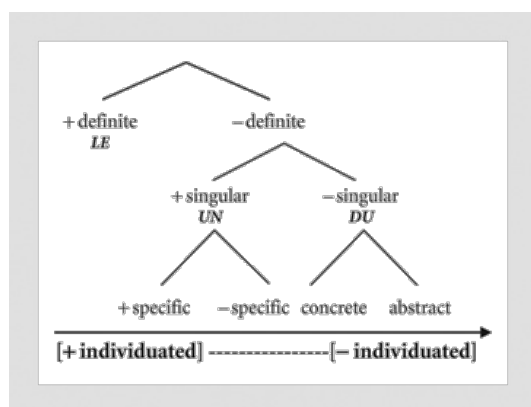 +definite −definite
LE
+singular −singular
UN DU
+specific −specific concrete abstract
[+individuated] ----------------[− individuated]